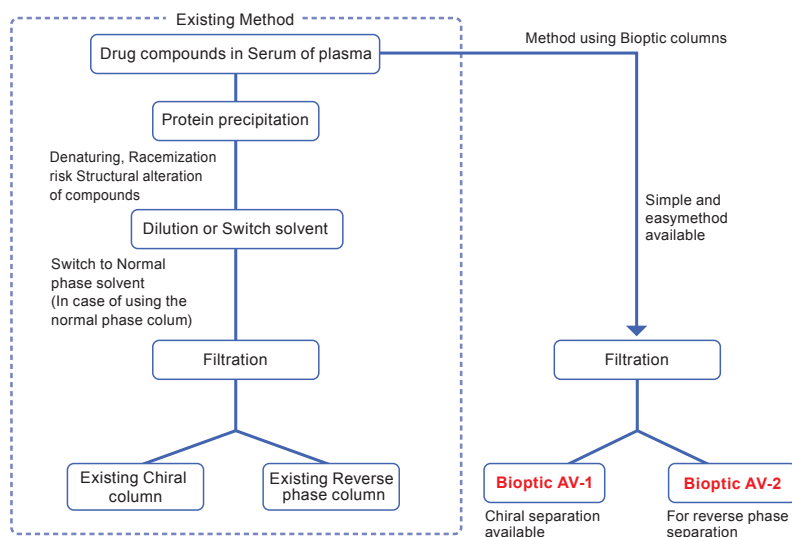 Existing Method
Drug compounds in Serum of plasma
Method using Bioptic columns
Protein precipitation
Denaturing, Racemization
risk Structural alteration
of compounds
Simple and
easymethod
available
Dilution or Switch solvent
Switch to Normal
phase solvent
(In case of using the
normal phase colum)
Filtration
Filtration
Existing Chiral
column
Existing Reverse
phase column
Bioptic AV-1
Bioptic AV-2
Chiral separation
available
For reverse phase
separation